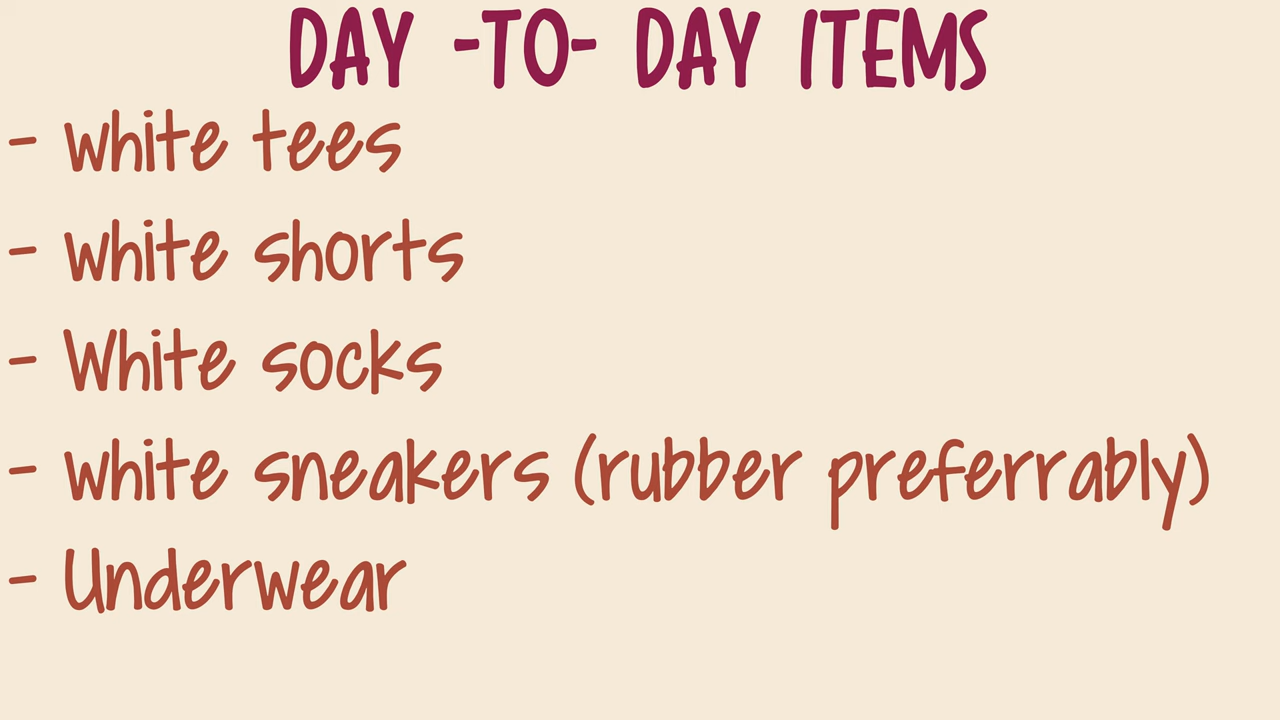 DAY -TO- DAY ITEMS
- white tees
- white shorts
- White socks
- white sneakers (rubber preferrably)
- Underwear